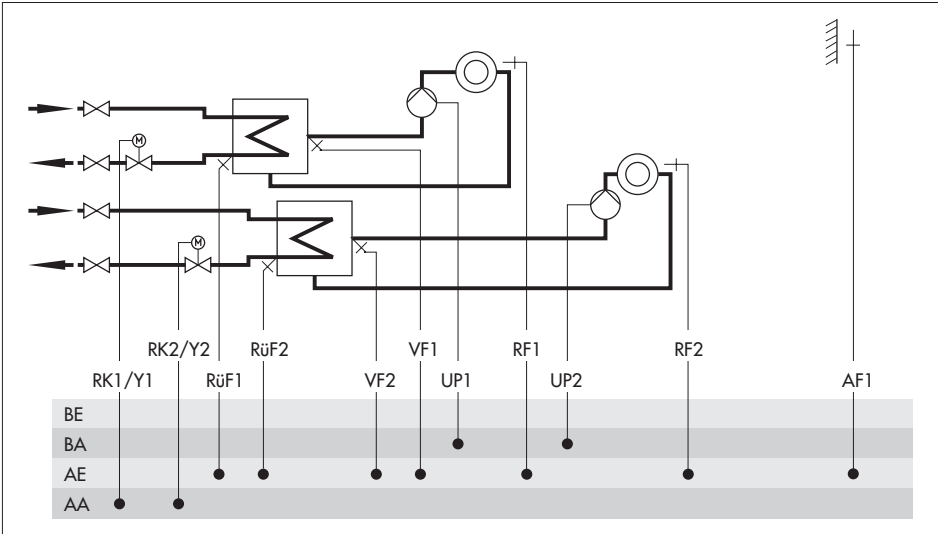 M
M
RK2/Y2 RüF2 VF1 RF1 RF2
RK1/Y1 RüF1 VF2 UP1 UP2 AF1
BE
BA
AE
AA